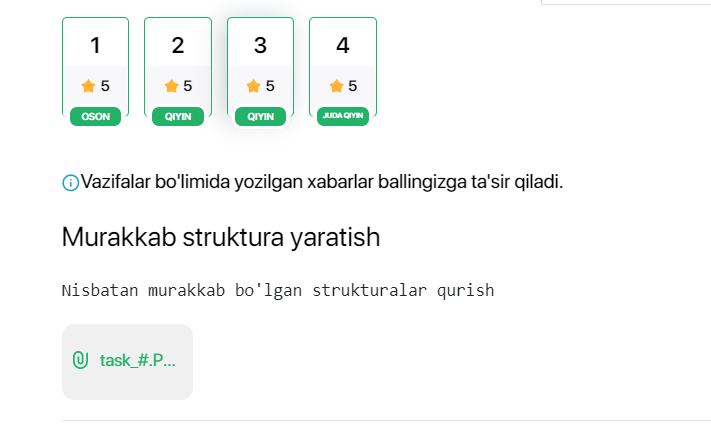 1 2 3 4
5 5 5 5
OSON QIYIN QIYIN JUDA QIYIN
Vazifalar bo'limida yozilgan xabarlar ballingizga ta'sir qiladi.
Murakkab struktura yaratish
Nisbatan murakkab bo'lgan strukturalar qurish
task_#.P...